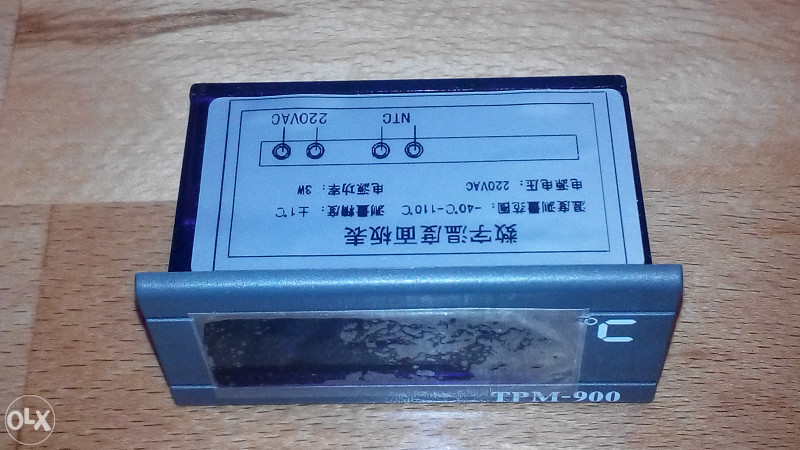 数字温度面板表
温度测量范围：-40℃-110℃ 测量精度：±1℃
电源电压：220VAC 电源功率：3W
NTC 220VAC
℃
TPM-900
OLX